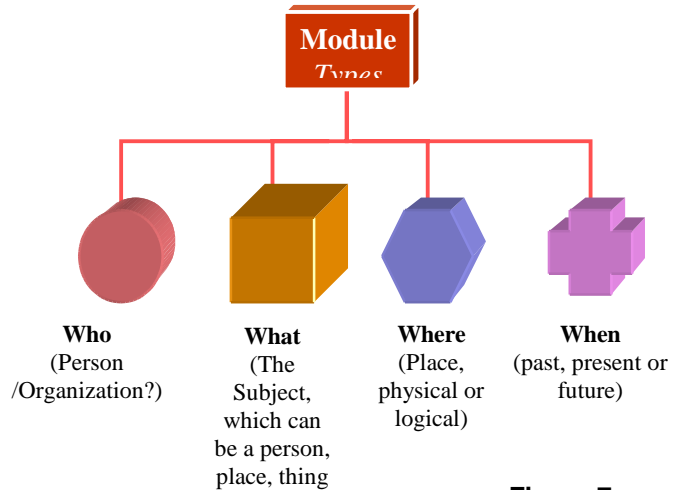 Module
Types
Who
(Person
/Organization?)
What
(The
Subject,
which can
be a person,
place, thing
Where
(Place,
physical or
logical)
When
(past, present or
future)